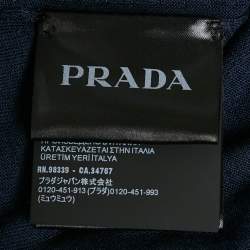 PRADA
ΚΑΤΑΣΚΕΥΑΖΕΤΑΙ ΣΤΗΝ ΙΤΑΛΙΑ
ÜRETİM YERİ İTALYA
RN.98339 - CA.34767
プラダジャパン株式会社
0120-451-913 (プラダ) 0120-451-993
(ミュウミュウ)